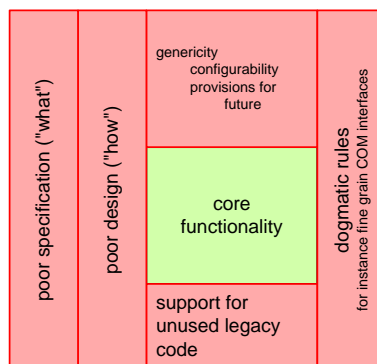 poor specification ("what")
poor design ("how")
genericity
configurability
provisions for
future
core
functionality
support for
unused legacy
code
dogmatic rules
for instance fine grain COM interfaces